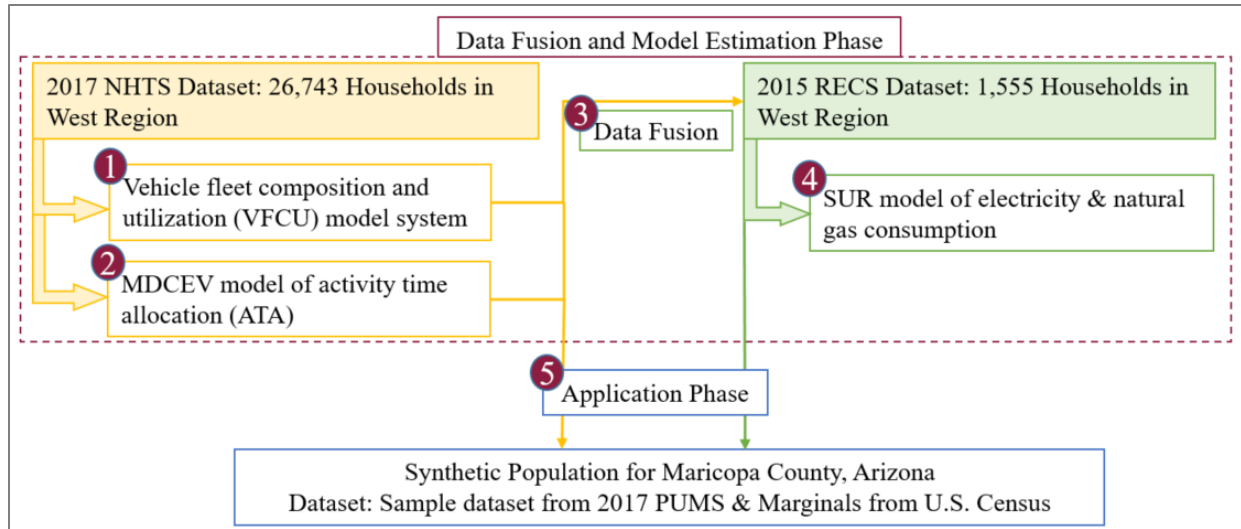 Data Fusion and Model Estimation Phase
2017 NHTS Dataset: 26,743 Households in
West Region
2015 RECS Dataset: 1,555 Households in
West Region
3
Data Fusion
1
Vehicle fleet composition and
utilization (VFCU) model system
4
SUR model of electricity & natural
gas consumption
2
MDCEV model of activity time
allocation (ATA)
5
Application Phase
Synthetic Population for Maricopa County, Arizona
Dataset: Sample dataset from 2017 PUMS & Marginals from U.S. Census